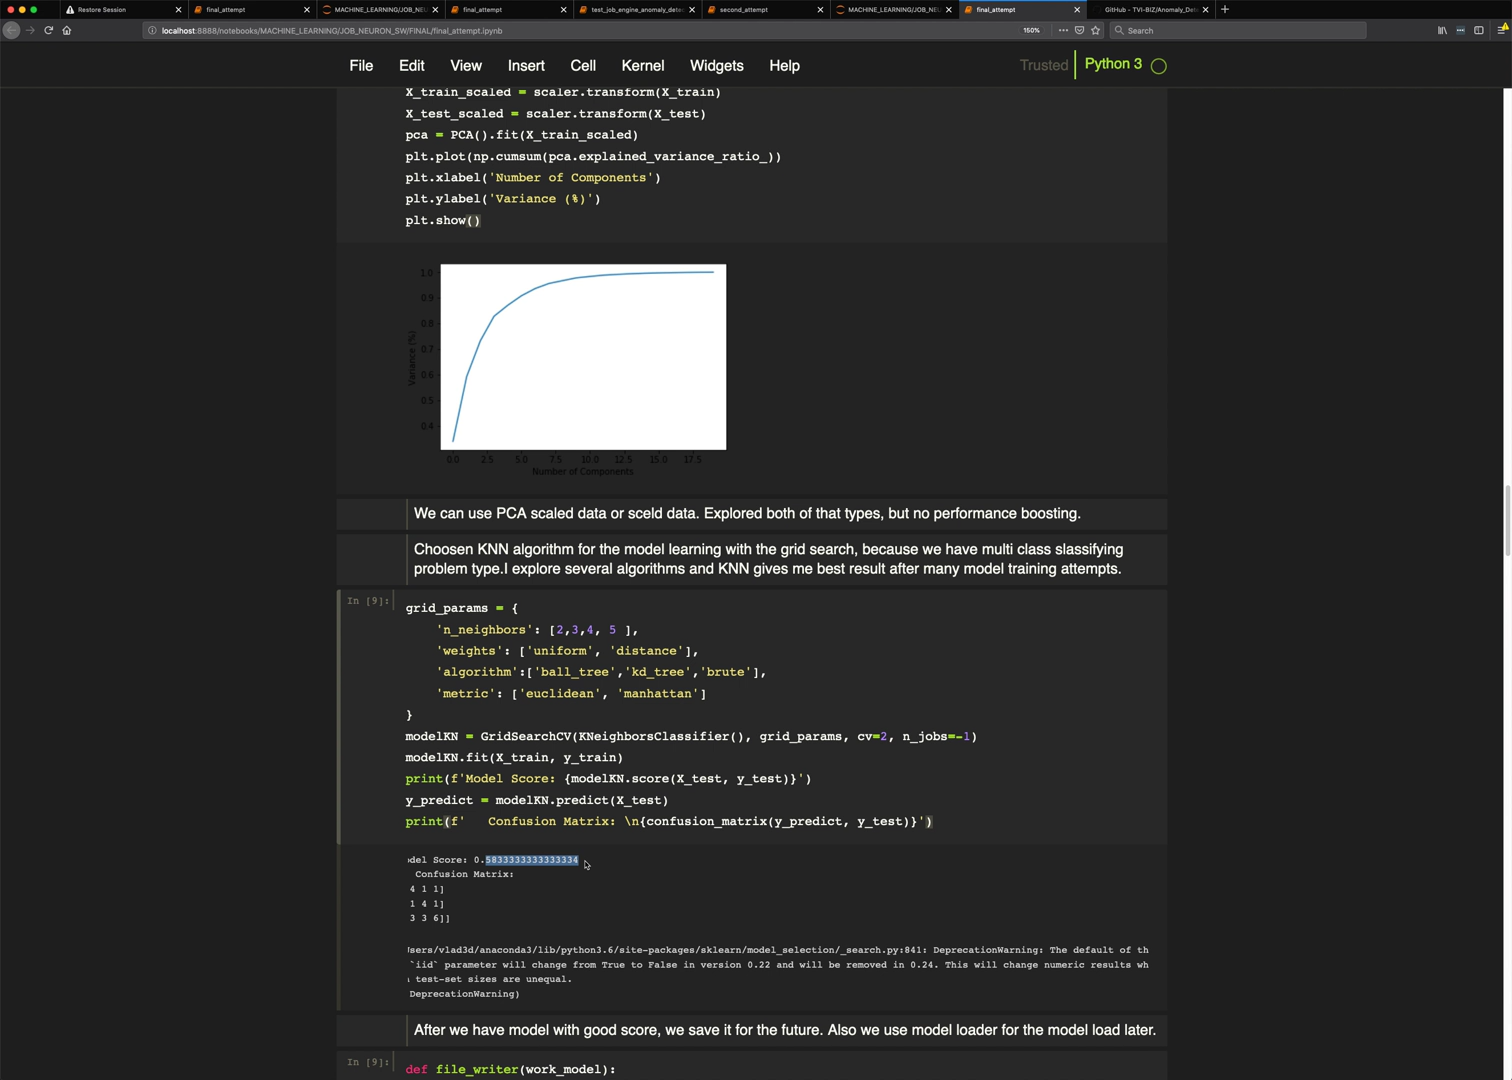 Restore Session
final_attempt
MACHINE_LEARNING/JOB_NEU
final_attempt
test_job_engine_anomaly_dete
second_attempt
MACHINE_LEARNING/JOB_NEU
final_attempt
GitHub - TVI-BIZ/Anomaly_Det
localhost:8888/notebooks/MACHINE_LEARNING/JOB_NEURON_SW/FINAL/final_attempt.ipynb
150%
Search
File Edit View Insert Cell Kernel Widgets Help
Trusted
Python 3
X_train_scaled = scaler.transform(X_train)
X_test_scaled = scaler.transform(X_test)
pca = PCA().fit(X_train_scaled)
plt.plot(np.cumsum(pca.explained_variance_ratio_))
plt.xlabel('Number of Components')
plt.ylabel('Variance (%)')
plt.show()
1.0
0.9
0.8
0.7
0.6
0.5
0.4
Variance (%)
0.0 2.5 5.0 7.5 10.0 12.5 15.0 17.5
Number of Components
We can use PCA scaled data or sceld data. Explored both of that types, but no performance boosting.
Choosen KNN algorithm for the model learning with the grid search, because we have multi class slassifying
problem type.I explore several algorithms and KNN gives me best result after many model training attempts.
In [9]:
grid_params = {
'n_neighbors': [2,3,4, 5 ],
'weights': ['uniform', 'distance'],
'algorithm':['ball_tree','kd_tree','brute'],
'metric': ['euclidean', 'manhattan']
}
modelKN = GridSearchCV(KNeighborsClassifier(), grid_params, cv=2, n_jobs=-1)
modelKN.fit(X_train, y_train)
print(f'Model Score: {modelKN.score(X_test, y_test)}')
y_predict = modelKN.predict(X_test)
print(f'   Confusion Matrix: \n{confusion_matrix(y_predict, y_test)}')
del Score: 0.5833333333333334
Confusion Matrix:
4 1 1]
1 4 1]
3 3 6]]
sers/vlad3d/anaconda3/lib/python3.6/site-packages/sklearn/model_selection/_search.py:841: DeprecationWarning: The default of th
`iid` parameter will change from True to False in version 0.22 and will be removed in 0.24. This will change numeric results wh
test-set sizes are unequal.
DeprecationWarning)
After we have model with good score, we save it for the future. Also we use model loader for the model load later.
In [9]:
def file_writer(work_model):